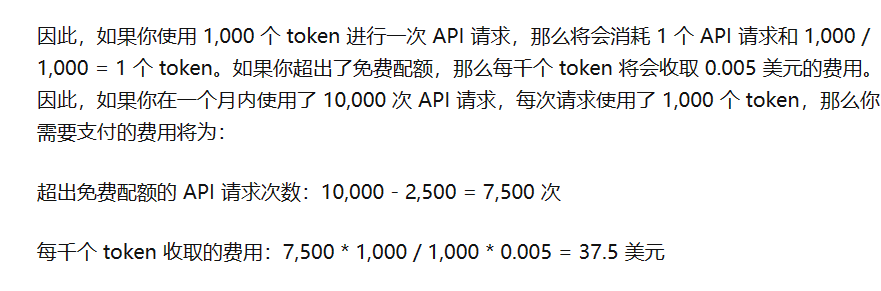 因此，如果你使用 1,000 个 token 进行一次 API 请求，那么将会消耗 1 个 API 请求和 1,000 /
1,000 = 1 个 token。如果你超出了免费配额，那么每千个 token 将会收取 0.005 美元的费用。
因此，如果你在一个月内使用了 10,000 次 API 请求，每次请求使用了 1,000 个 token，那么你
需要支付的费用将为：
超出免费配额的 API 请求次数：10,000 - 2,500 = 7,500 次
每千个 token 收取的费用：7,500 * 1,000 / 1,000 * 0.005 = 37.5 美元